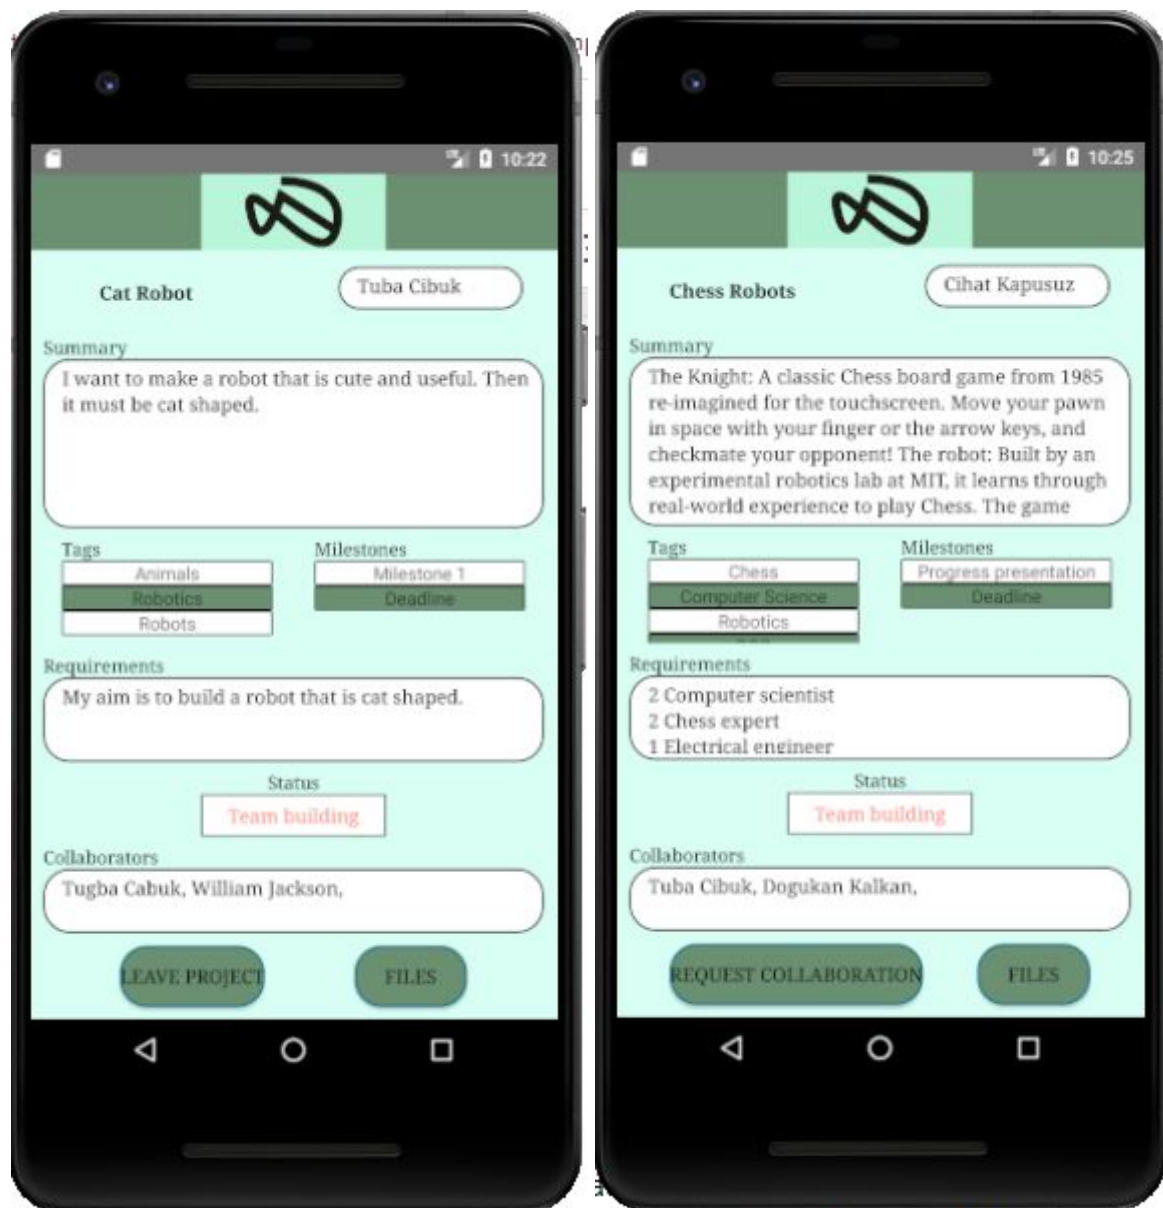 10:22
Cat Robot
Tuba Cibuk
Summary
I want to make a robot that is cute and useful. Then
it must be cat shaped.
Tags
Milestones
Animals
Milestone 1
Robotics
Deadline
Robots
Requirements
My aim is to build a robot that is cat shaped.
Status
Team building
Collaborators
Tugba Cabuk, William Jackson,
LEAVE PROJECT
FILES
10:25
Chess Robots
Cihat Kapusuz
Summary
The Knight: A classic Chess board game from 1985
re-imagined for the touchscreen. Move your pawn
in space with your finger or the arrow keys, and
checkmate your opponent! The robot: Built by an
experimental robotics lab at MIT, it learns through
real-world experience to play Chess. The game
Tags
Milestones
Chess
Progress presentation
Computer Science
Deadline
Robotics
Requirements
2 Computer scientist
2 Chess expert
1 Electrical engineer
Status
Team building
Collaborators
Tuba Cibuk, Dogukan Kalkan,
REQUEST COLLABORATION
FILES